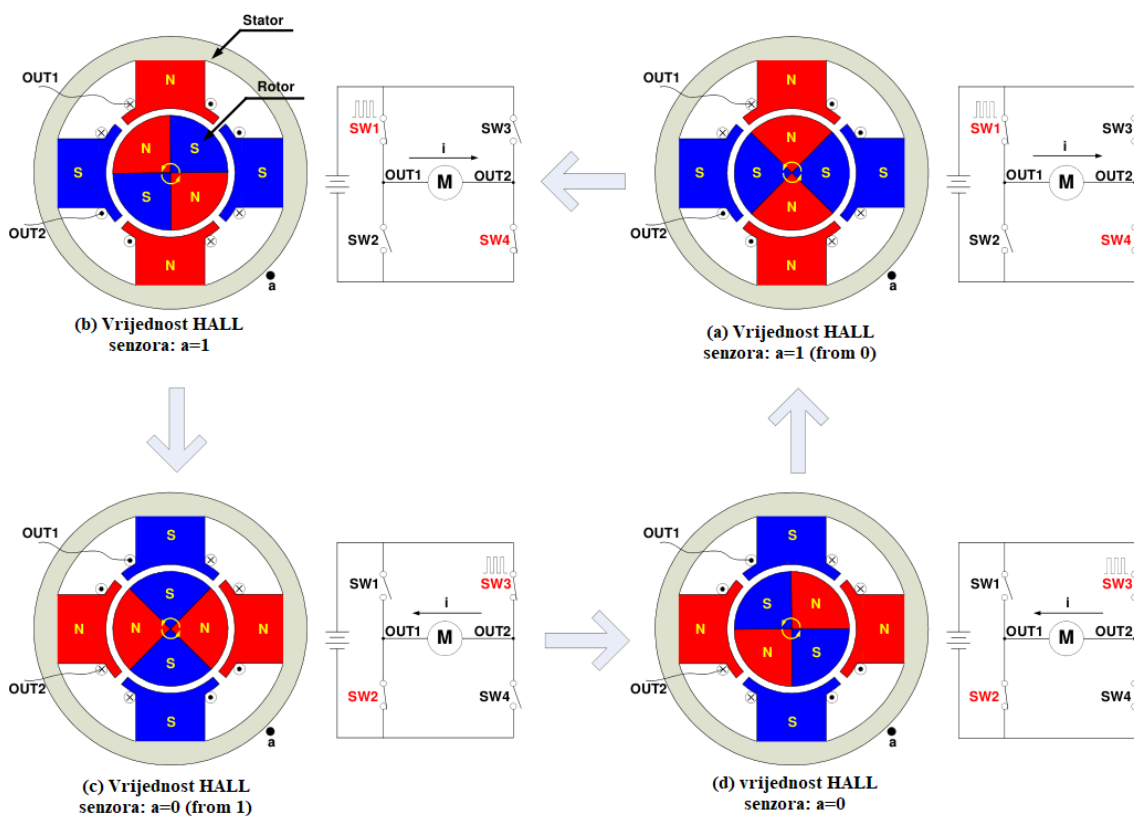 Stator
OUT1
Rotor
N
N
S
S
S
S
N
N
OUT2
a
SW1
SW3
i
OUT1
M
OUT2
SW2
SW4
(b) Vrijednost HALL
senzora: a=1
OUT1
N
N
S
S
S
S
N
N
OUT2
a
SW1
SW3
i
OUT1
M
OUT2
SW2
SW4
(a) Vrijednost HALL
senzora: a=1 (from 0)
OUT1
S
S
N
N
N
N
S
S
OUT2
a
SW1
SW3
i
OUT1
M
OUT2
SW2
SW4
(c) Vrijednost HALL
senzora: a=0 (from 1)
OUT1
S
S
N
N
N
N
S
S
OUT2
a
SW1
SW3
i
OUT1
M
OUT2
SW2
SW4
(d) vrijednost HALL
senzora: a=0